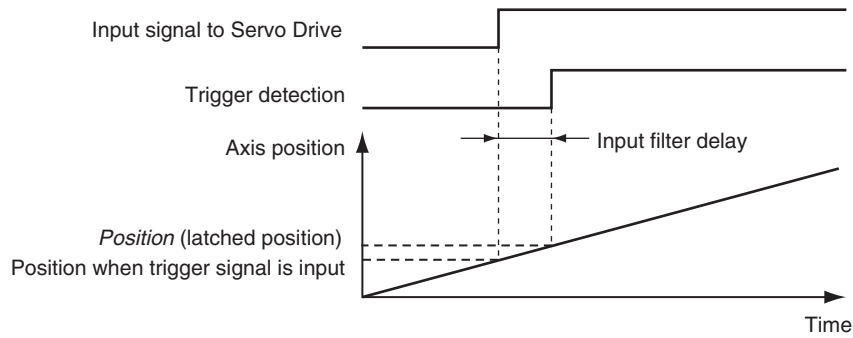 Input signal to Servo Drive
Trigger detection
Input filter delay
Axis position
Position (latched position)
Position when trigger signal is input
Time